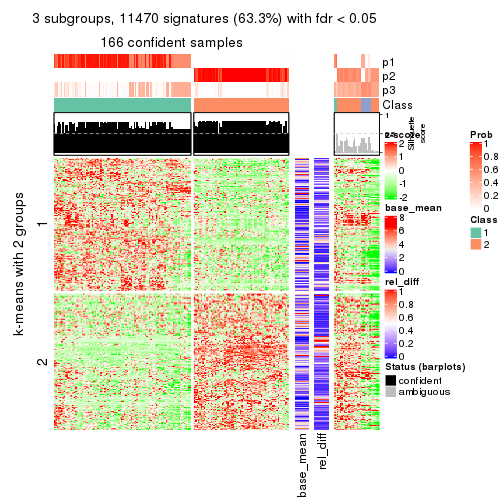 3 subgroups, 11470 signatures (63.3%) with fdr < 0.05
166 confident samples
p1
p2
p3
Class
1
Silhouette
score
z-score
2
1
0
-1
-2
base_mean
8
6
4
2
0
rel_diff
1
0.8
0.6
0.4
0.2
0
Status (barplots)
confident
ambiguous
Prob
1
0.8
0.6
0.4
0.2
0
Class
1
2
k-means with 2 groups
1
2
base_mean
rel_diff